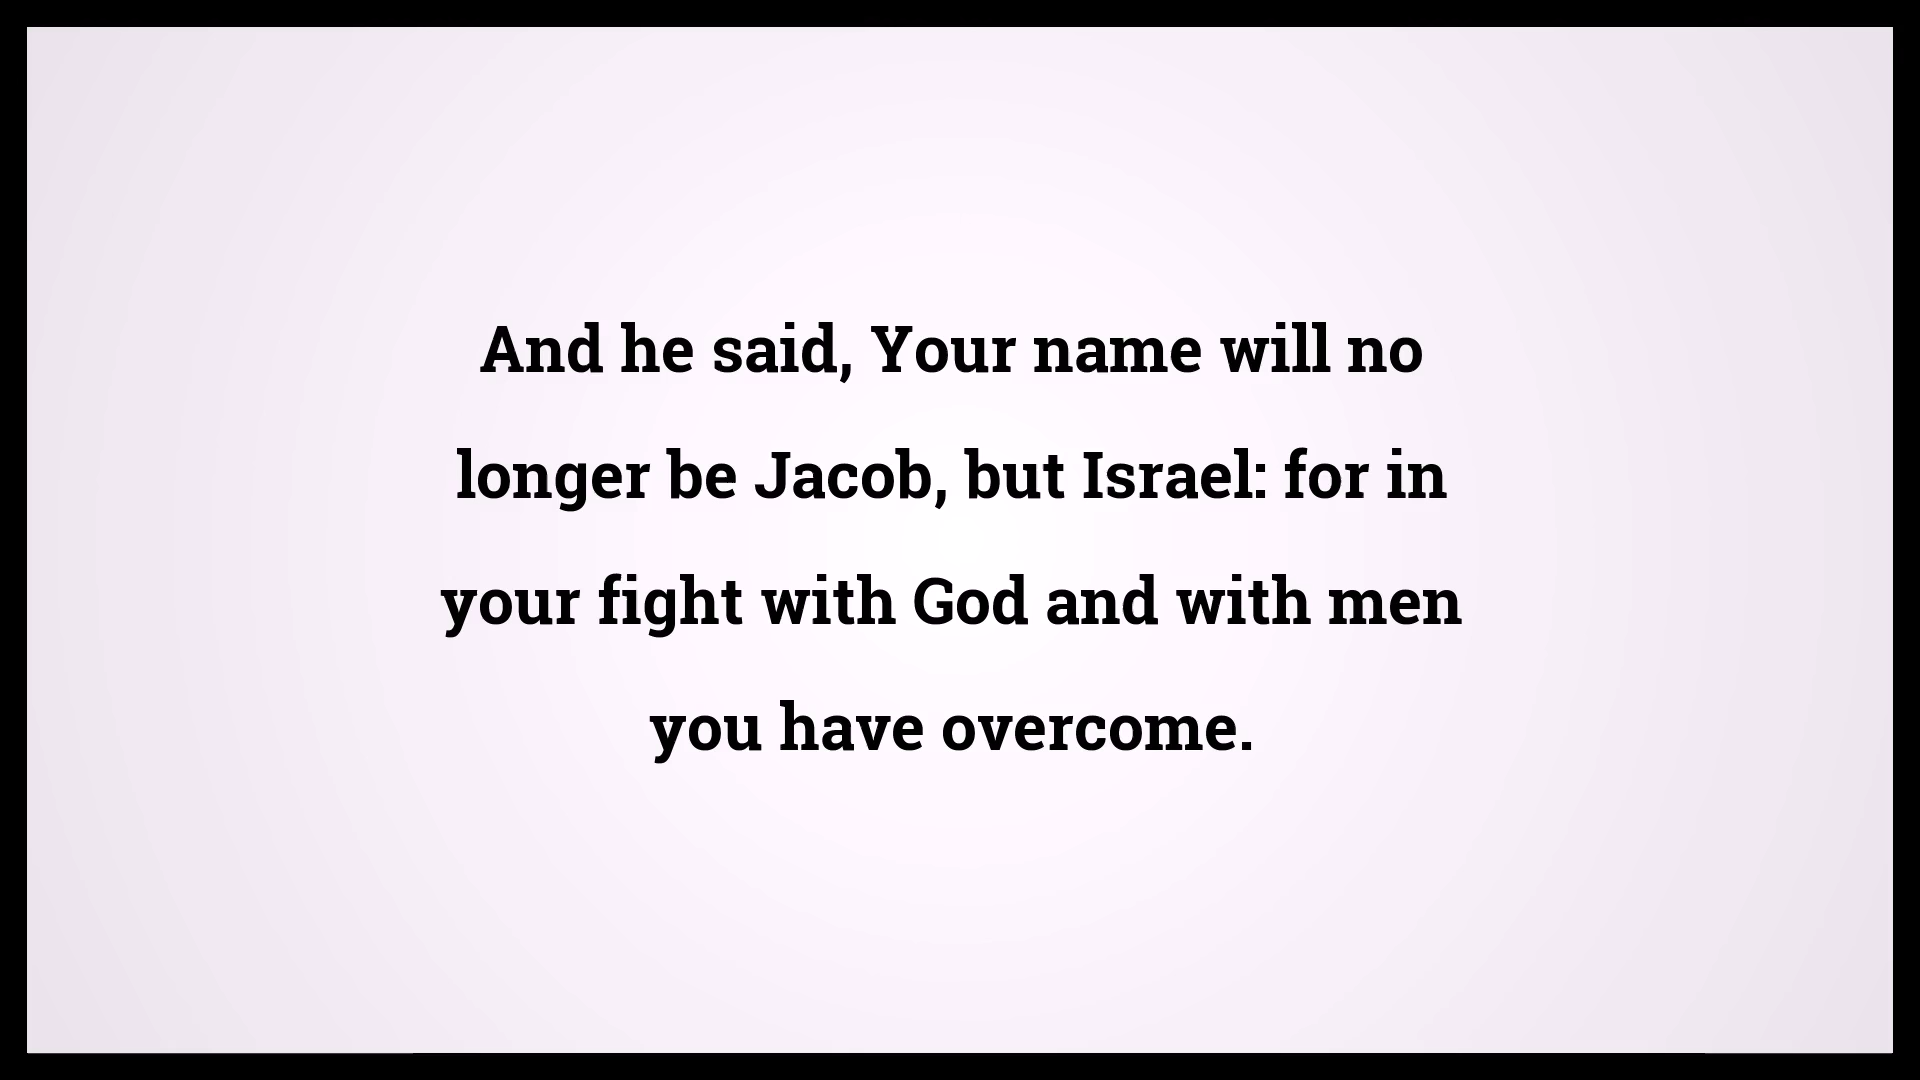 And he said, Your name will no
longer be Jacob, but Israel: for in
your fight with God and with men
you have overcome.